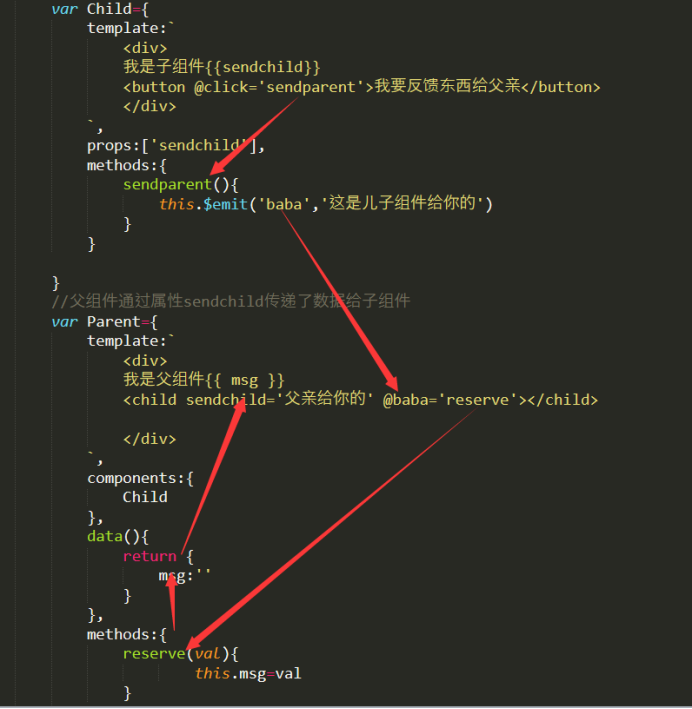 var Child={
template:`
<div>
我是子组件{{sendchild}}
<button @click='sendparent'>我要反馈东西给父亲</button>
</div>
`,
props:['sendchild'],
methods:{
sendparent(){
this.$emit('baba','这是儿子组件给你的')
}
}
}
//父组件通过属性sendchild传递了数据给子组件
var Parent={
template:`
<div>
我是父组件{{ msg }}
<child sendchild='父亲给你的' @baba='reserve'></child>
</div>
`,
components:{
Child
},
data(){
return {
msg:''
}
},
methods:{
reserve(val){
this.msg=val
}